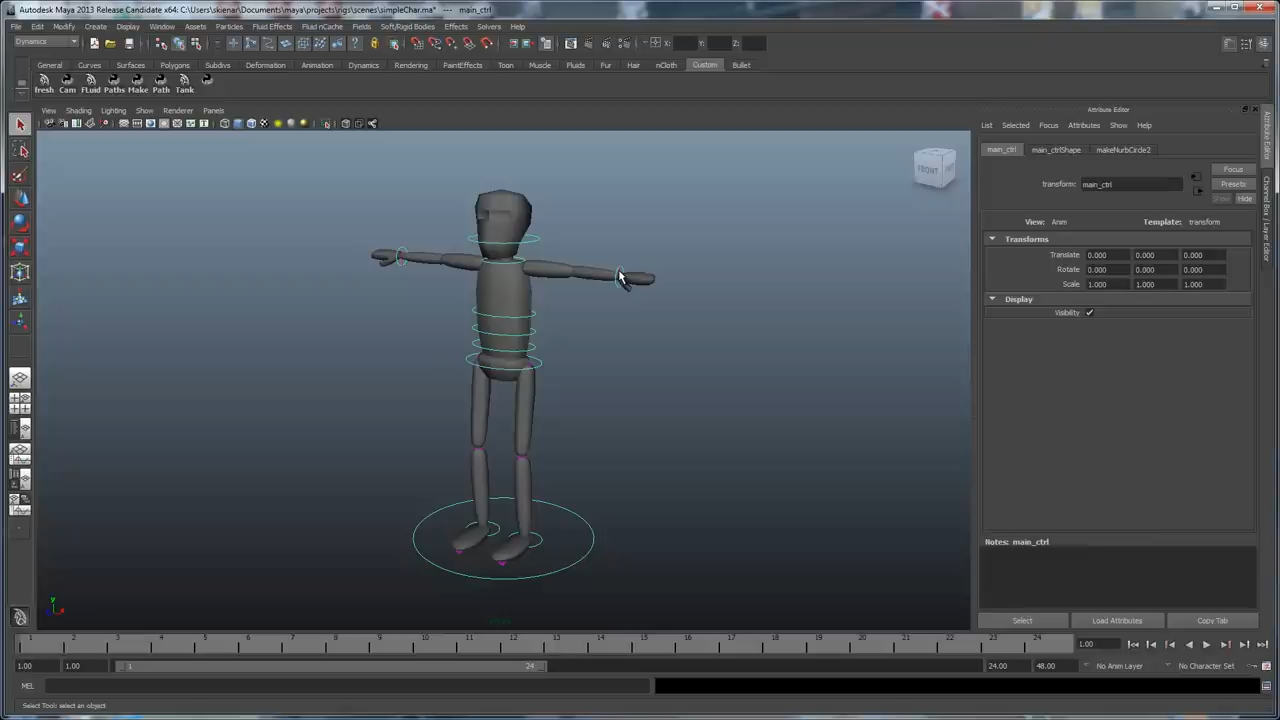 Autodesk Maya 2013 Release Candidate x64: C:\Users\skienar\Documents\maya\projects\rigs\scenes\simpleChar.ma* --- main_ctrl
File Edit Modify Create Display Window Assets Particles Fluid Effects Fluid nCache Fields Soft/Rigid Bodies Effects Solvers Help
Dynamics X: Y: Z:
General Curves Surfaces Polygons Subdivs Deformation Animation Dynamics Rendering PaintEffects Toon Muscle Fluids Fur Hair nCloth Custom Bullet
fresh Cam FLuid Paths Make Path Tank
View Shading Lighting Show Renderer Panels
Attribute Editor
List Selected Focus Attributes Show Help
main_ctrl main_ctrlShape makeNurbCircle2
Focus
transform: main_ctrl Presets
Show Hide
View: Anim Template: transform
Transforms
Translate 0.000 0.000 0.000
Rotate 0.000 0.000 0.000
Scale 1.000 1.000 1.000
Display
Visibility
Notes: main_ctrl
Select Load Attributes Copy Tab
Attribute Editor
Channel Box / Layer Editor
FRONT
y
1 2 3 4 5 6 7 8 9 10 11 12 13 14 15 16 17 18 19 20 21 22 23 24 1.00
1.00 1.00 1 24 24.00 48.00 No Anim Layer No Character Set
MEL
Select Tool: select an object